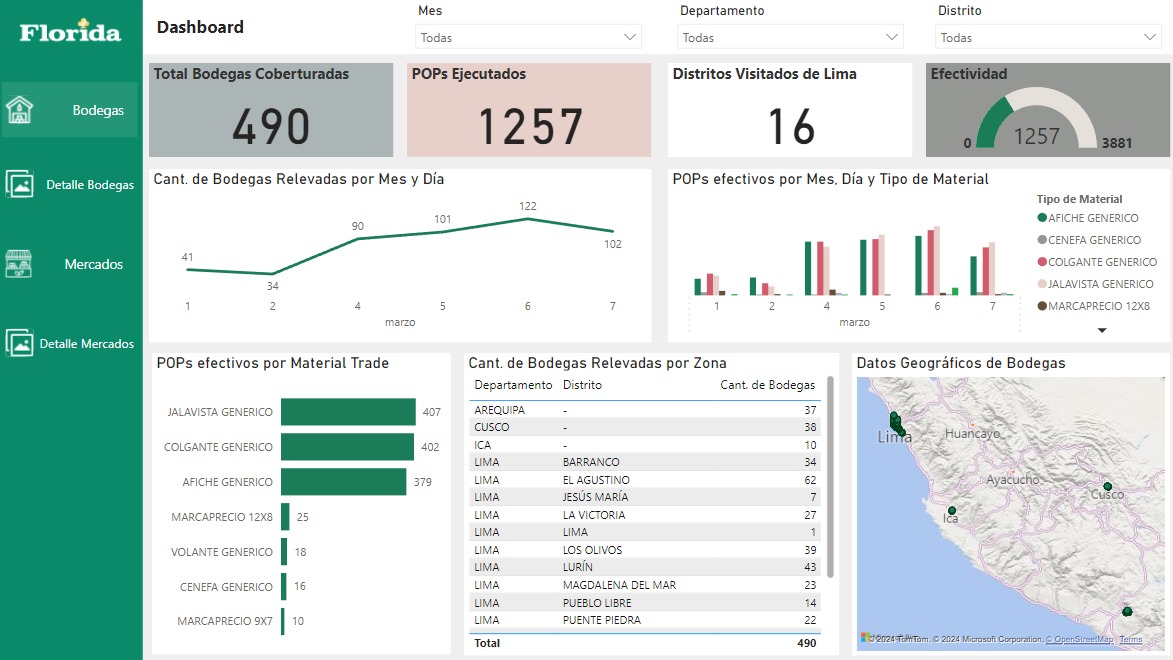 Florida
Dashboard
Mes
Todas
Departamento
Todas
Distrito
Todas
Bodegas
Detalle Bodegas
Mercados
Detalle Mercados
Total Bodegas Coberturadas
490
POPs Ejecutados
1257
Distritos Visitados de Lima
16
Efectividad
0
1257
3881
Cant. de Bodegas Relevadas por Mes y Día
41
34
90
101
122
102
1 2 4 5 6 7
marzo
POPs efectivos por Mes, Día y Tipo de Material
1 2 4 5 6 7
marzo
Tipo de Material
AFICHE GENERICO
CENEFA GENERICO
COLGANTE GENERICO
JALAVISTA GENERICO
MARCAPRECIO 12X8
POPs efectivos por Material Trade
JALAVISTA GENERICO 407
COLGANTE GENERICO 402
AFICHE GENERICO 379
MARCAPRECIO 12X8 25
VOLANTE GENERICO 18
CENEFA GENERICO 16
MARCAPRECIO 9X7 10
Cant. de Bodegas Relevadas por Zona
Departamento Distrito Cant. de Bodegas
AREQUIPA - 37
CUSCO - 38
ICA - 10
LIMA BARRANCO 34
LIMA EL AGUSTINO 62
LIMA JESÚS MARÍA 7
LIMA LA VICTORIA 27
LIMA LIMA 1
LIMA LOS OLIVOS 39
LIMA LURÍN 43
LIMA MAGDALENA DEL MAR 23
LIMA PUEBLO LIBRE 14
LIMA PUENTE PIEDRA 22
Total 490
Datos Geográficos de Bodegas
Lima
Huancayo
Ayacucho
Cusco
Ica
© 2024 TomTom, © 2024 Microsoft Corporation, © OpenStreetMap Terms